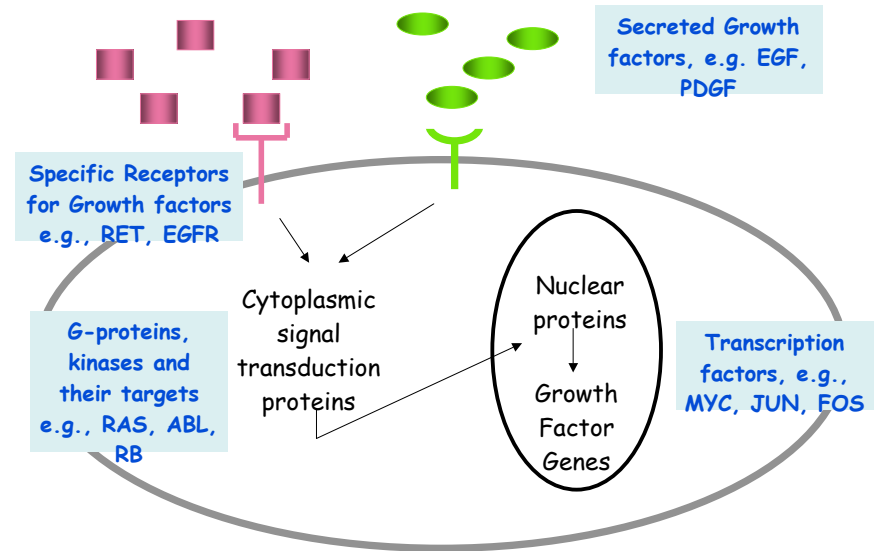 Secreted Growth
factors, e.g. EGF,
PDGF
Specific Receptors
for Growth factors
e.g., RET, EGFR
Cytoplasmic
signal
transduction
proteins
G-proteins,
kinases and
their targets
e.g., RAS, ABL,
RB
Nuclear
proteins
Growth
Factor
Genes
Transcription
factors, e.g.,
MYC, JUN, FOS